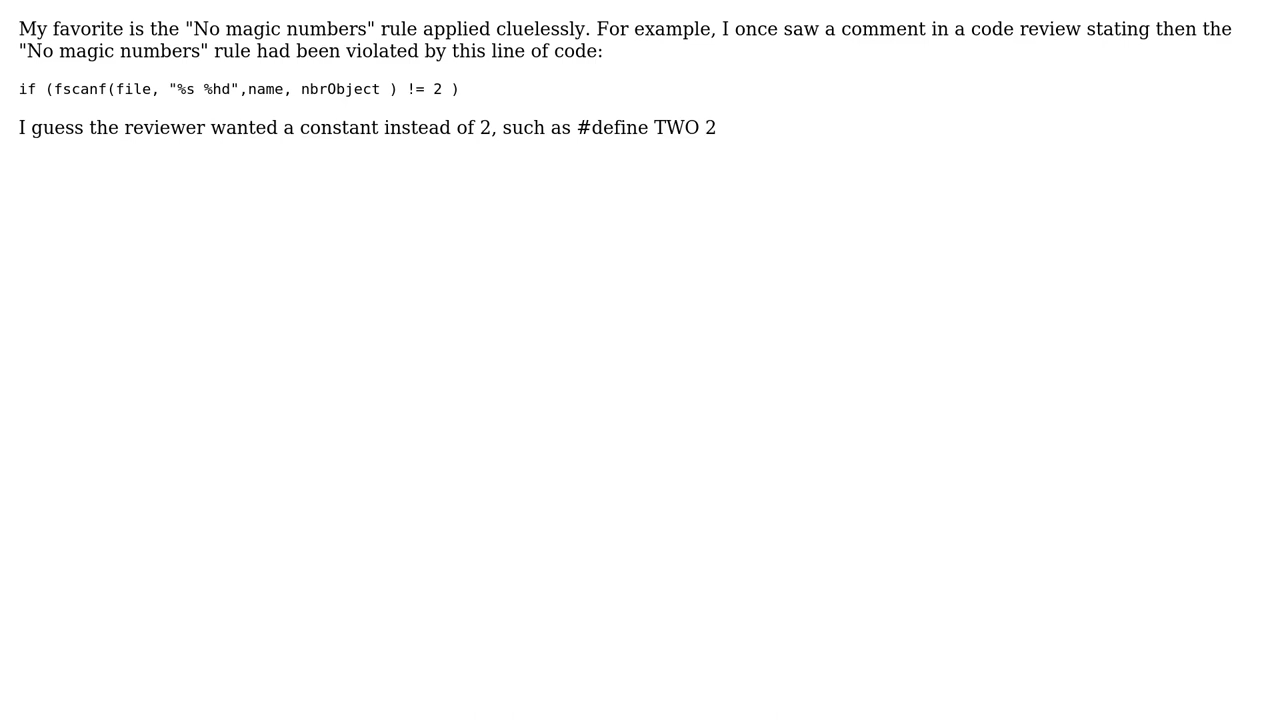 My favorite is the "No magic numbers" rule applied cluelessly. For example, I once saw a comment in a code review stating then the
"No magic numbers" rule had been violated by this line of code:
if (fscanf(file, "%s %hd",name, nbrObject ) != 2 )
I guess the reviewer wanted a constant instead of 2, such as #define TWO 2